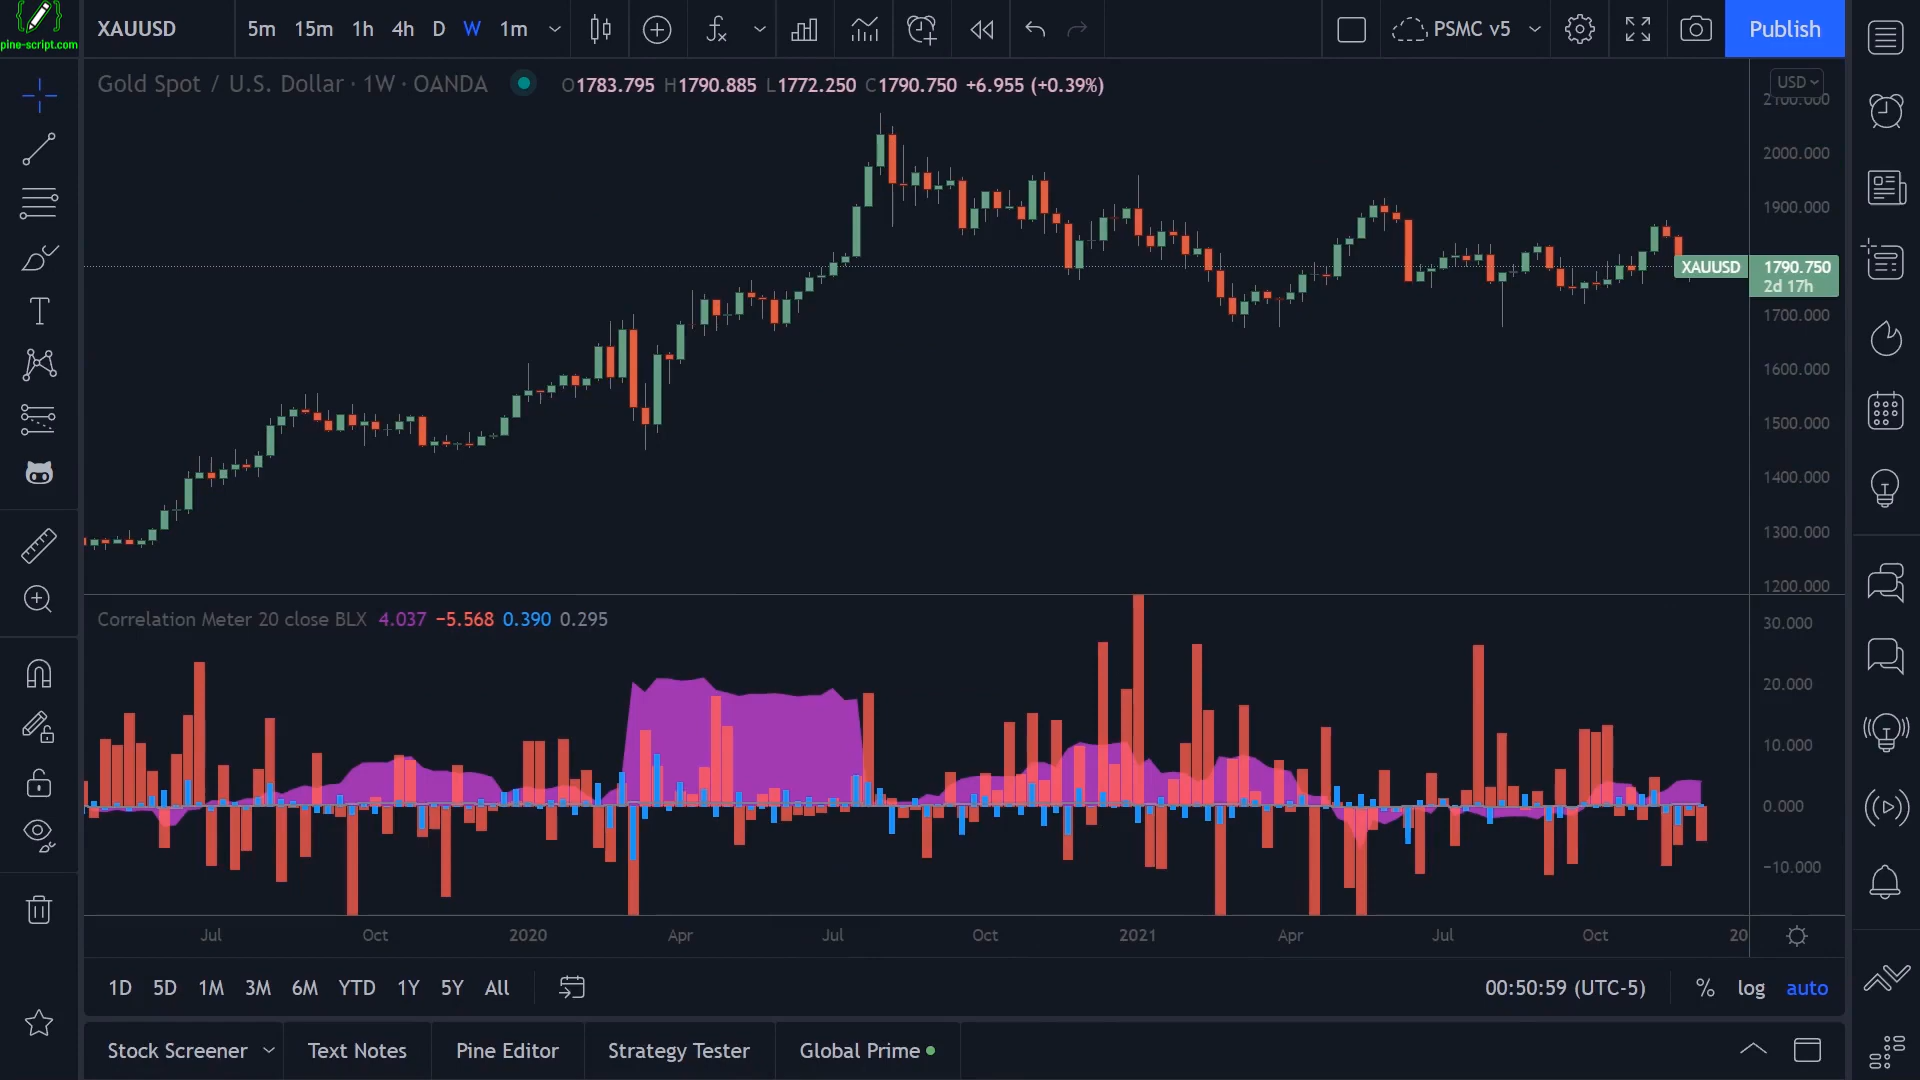 pine-script.com
XAUUSD 5m 15m 1h 4h D W 1m PSMC v5 Publish
Gold Spot / U.S. Dollar · 1W · OANDA O1783.795 H1790.885 L1772.250 C1790.750 +6.955 (+0.39%)
USD
2100.000
2000.000
1900.000
XAUUSD 1790.750
2d 17h
1700.000
1600.000
1500.000
1400.000
1300.000
1200.000
Correlation Meter 20 close BLX 4.037 −5.568 0.390 0.295
30.000
20.000
10.000
0.000
−10.000
Jul Oct 2020 Apr Jul Oct 2021 Apr Jul Oct 20
1D 5D 1M 3M 6M YTD 1Y 5Y All 00:50:59 (UTC-5) % log auto
Stock Screener Text Notes Pine Editor Strategy Tester Global Prime